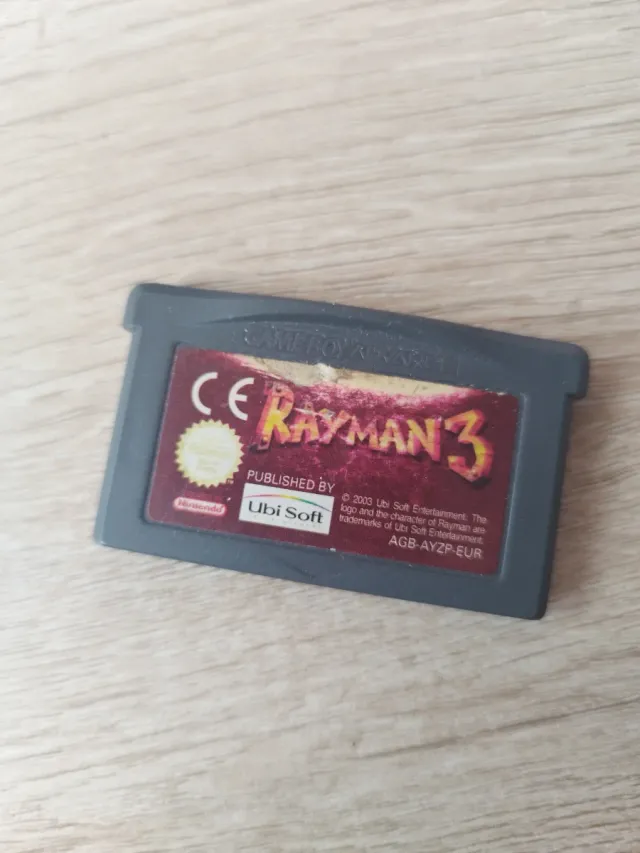 GAME BOY ADVANCE
CE
RAYMAN 3
Nintendo
PUBLISHED BY
Ubi Soft
© 2003 Ubi Soft Entertainment. The
logo and the character of Rayman are
trademarks of Ubi Soft Entertainment.
AGB-AYZP-EUR